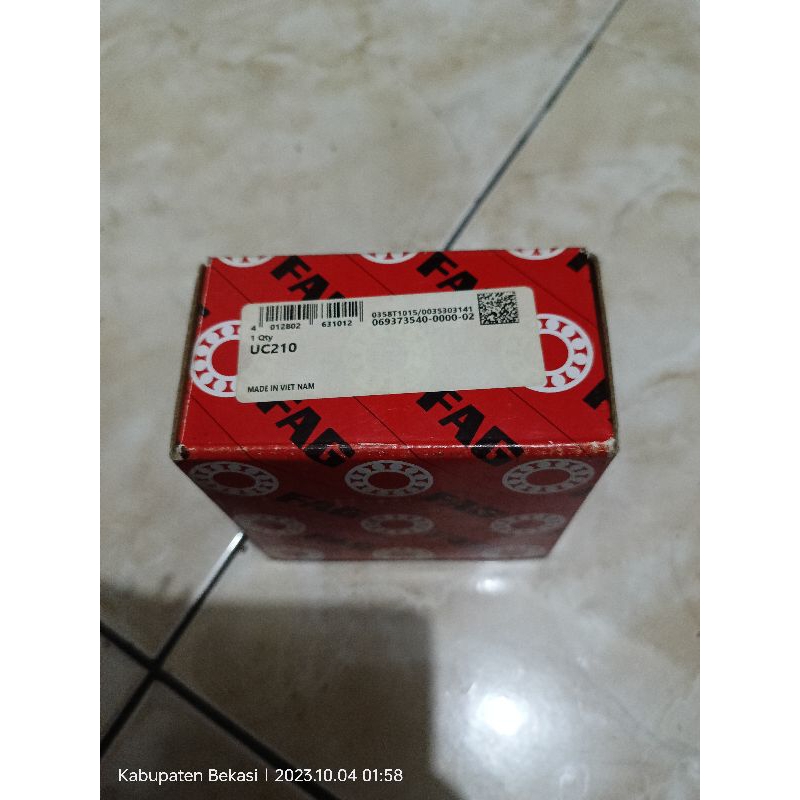 FAG
FAG
4 012802 631012
0358T1015/0035303141
069373540-0000-02
1 Qty
UC210
MADE IN VIET NAM
FAG
FAG
FAG
FAG
Kabupaten Bekasi | 2023.10.04 01:58